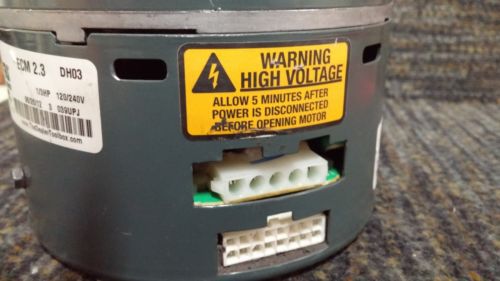 ECM 2.3 DH03
1/3HP 120/240V
WARNING
HIGH VOLTAGE
ALLOW 5 MINUTES AFTER
POWER IS DISCONNECTED
BEFORE OPENING MOTOR